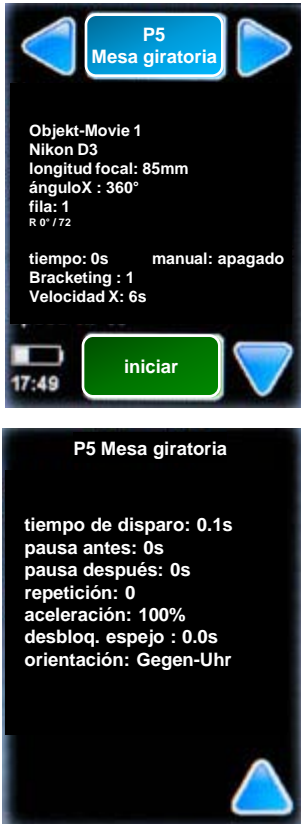 P5
Mesa giratoria
Objekt-Movie 1
Nikon D3
longitud focal: 85mm
ánguloX : 360°
fila: 1
R 0° / 72
tiempo: 0s manual: apagado
Bracketing : 1
Velocidad X: 6s
iniciar
17:49
P5 Mesa giratoria
tiempo de disparo: 0.1s
pausa antes: 0s
pausa después: 0s
repetición: 0
aceleración: 100%
desbloq. espejo : 0.0s
orientación: Gegen-Uhr